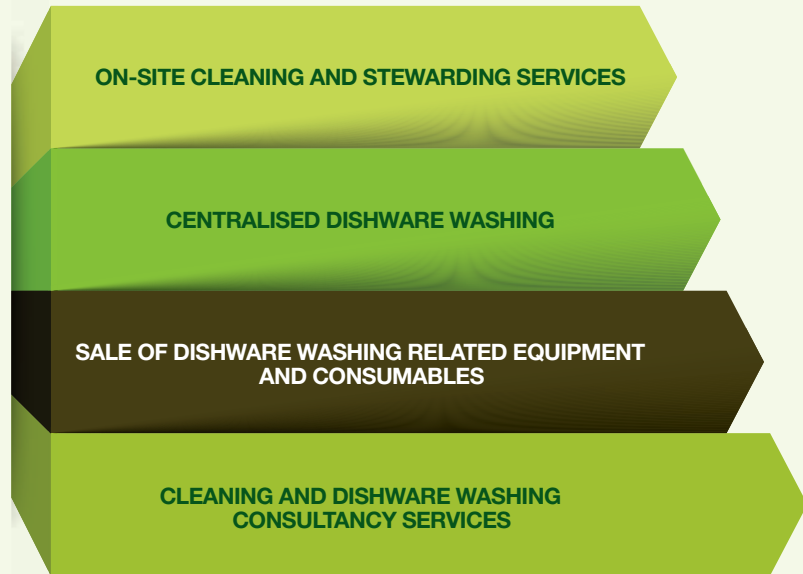 ON-SITE CLEANING AND STEWARDING SERVICES
CENTRALISED DISHWARE WASHING
SALE OF DISHWARE WASHING RELATED EQUIPMENT
AND CONSUMABLES
CLEANING AND DISHWARE WASHING
CONSULTANCY SERVICES